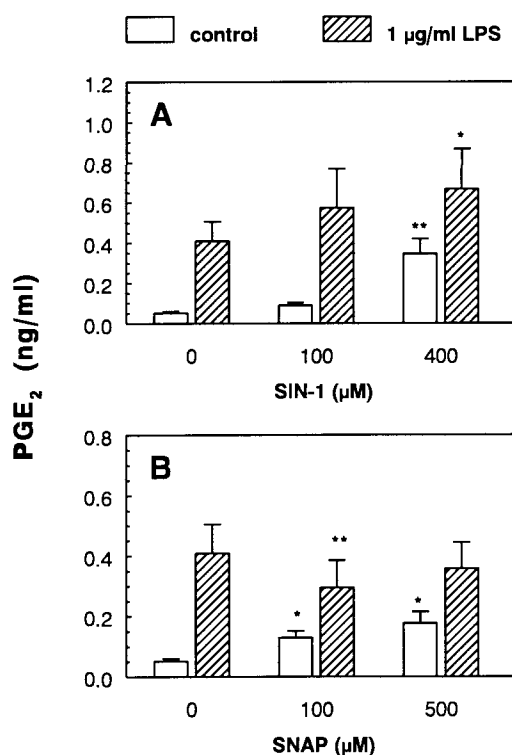 control 1 µg/ml LPS
A
1.2
1.0
0.8
0.6
0.4
0.2
0.0
*
**
0 100 400
SIN-1 (µM)
PGE2 (ng/ml)
B
0.8
0.6
0.4
0.2
0.0
**
* *
0 100 500
SNAP (µM)